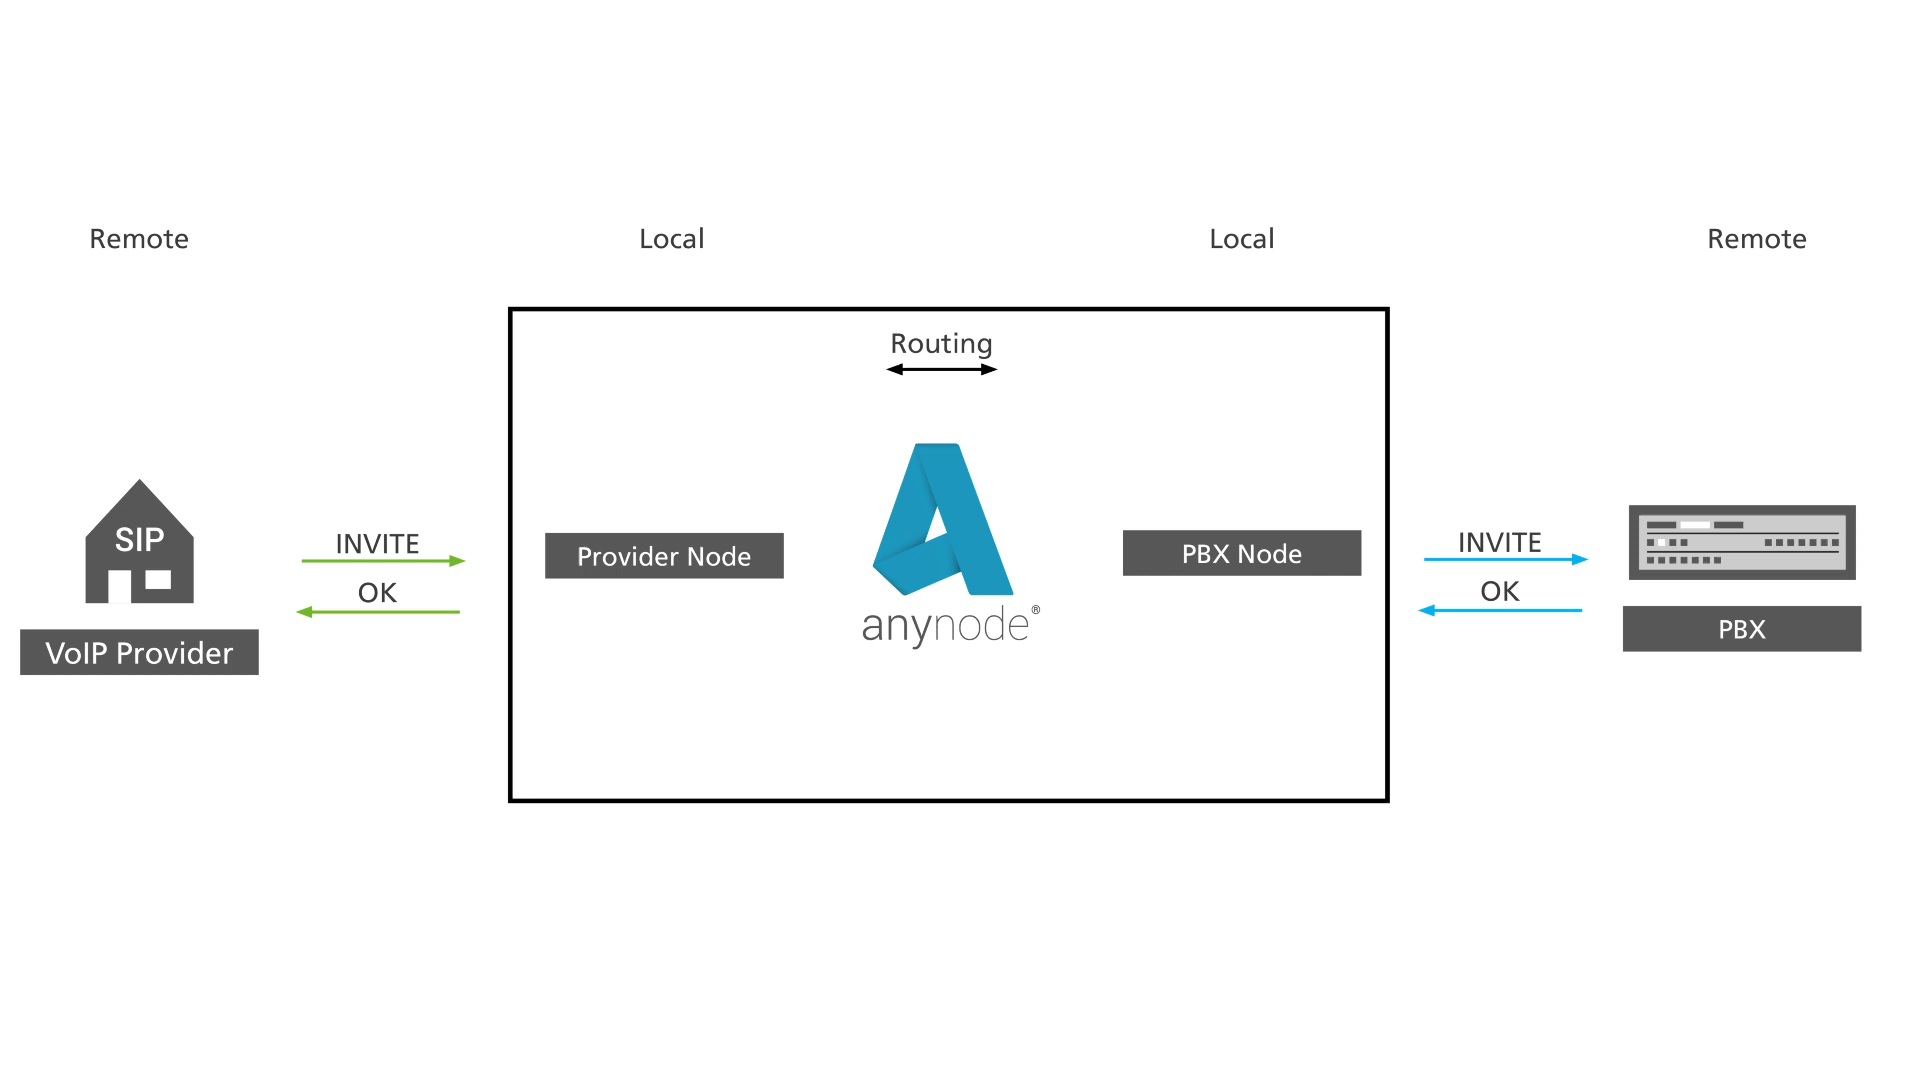 Remote
Local
Local
Remote
Routing
SIP
VoIP Provider
INVITE
OK
Provider Node
anynode®
PBX Node
INVITE
OK
PBX